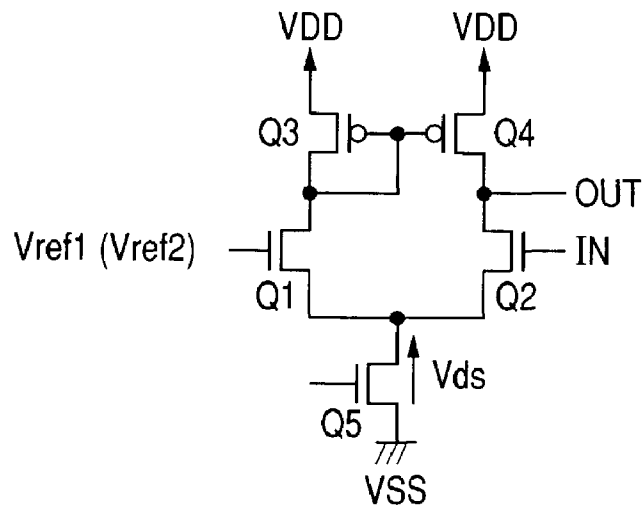 VDD VDD
Q3 Q4
OUT
Vref1 (Vref2) IN
Q1 Q2
Vds
Q5
VSS